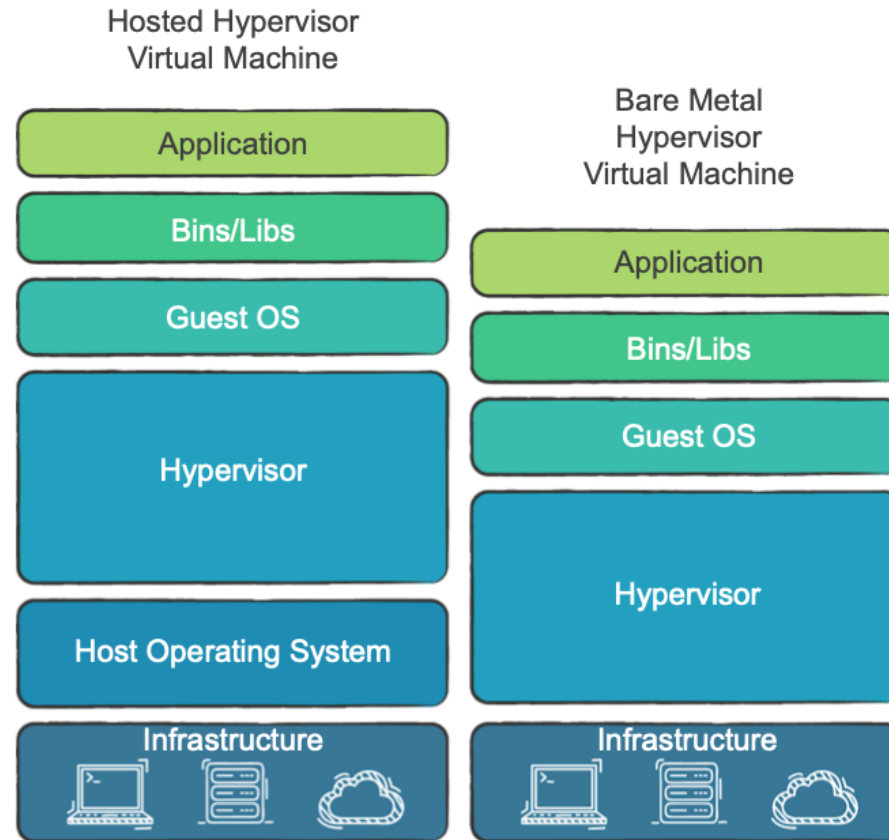 Hosted Hypervisor
Virtual Machine
Application
Bins/Libs
Guest OS
Hypervisor
Host Operating System
Infrastructure
>_
Bare Metal
Hypervisor
Virtual Machine
Application
Bins/Libs
Guest OS
Hypervisor
Infrastructure
>_